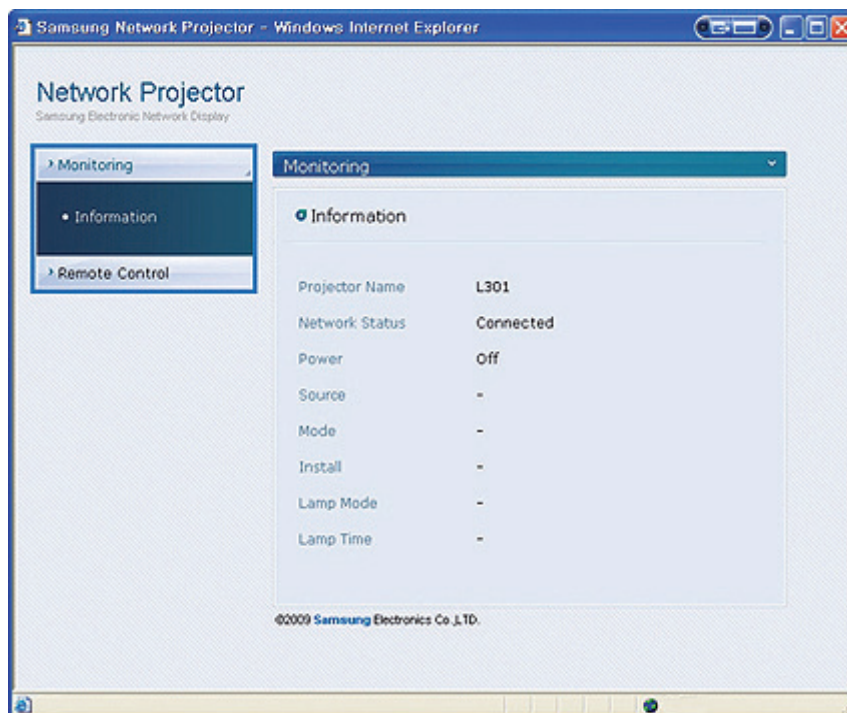 Samsung Network Projector - Windows Internet Explorer
Network Projector
Samsung Electronic Network Display
Monitoring
Information
Remote Control
Monitoring
Information
Projector Name L301
Network Status Connected
Power Off
Source -
Mode -
Install -
Lamp Mode -
Lamp Time -
©2009 Samsung Electronics Co.,LTD.